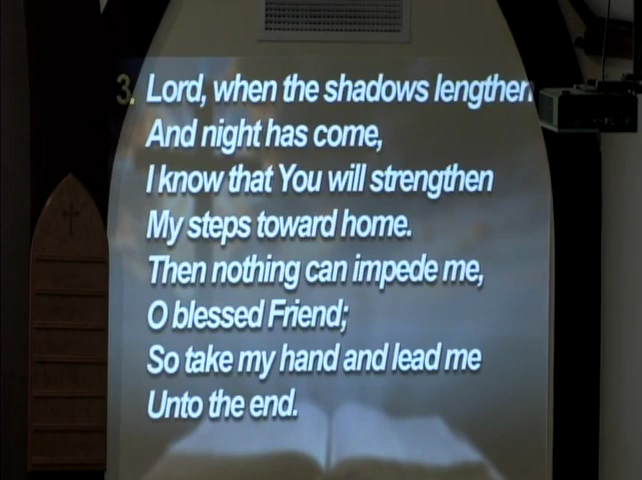 3. Lord, when the shadows lengthen
And night has come,
I know that You will strengthen
My steps toward home.
Then nothing can impede me,
O blessed Friend;
So take my hand and lead me
Unto the end.